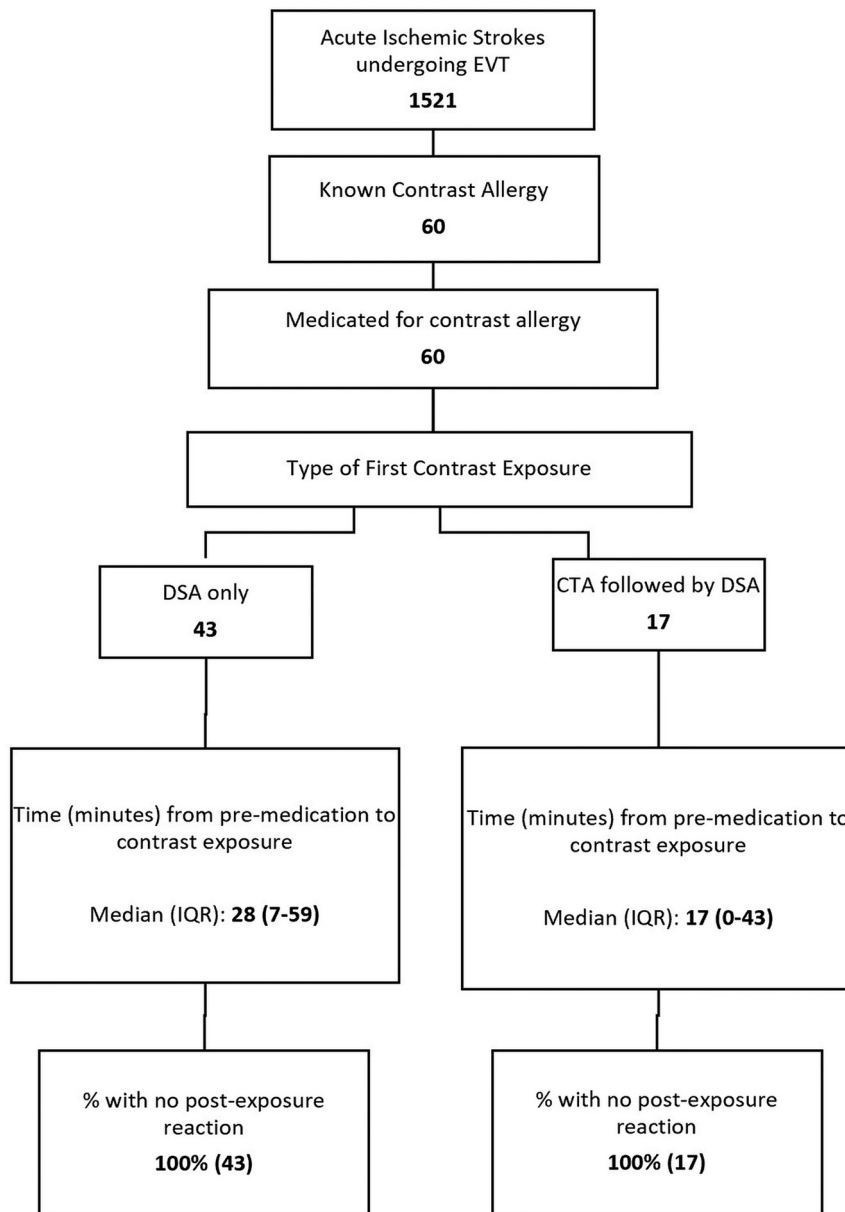 Acute Ischemic Strokes
undergoing EVT
1521
Known Contrast Allergy
60
Medicated for contrast allergy
60
Type of First Contrast Exposure
DSA only
43
CTA followed by DSA
17
Time (minutes) from pre-medication to
contrast exposure
Median (IQR): 28 (7-59)
Time (minutes) from pre-medication to
contrast exposure
Median (IQR): 17 (0-43)
% with no post-exposure
reaction
100% (43)
% with no post-exposure
reaction
100% (17)